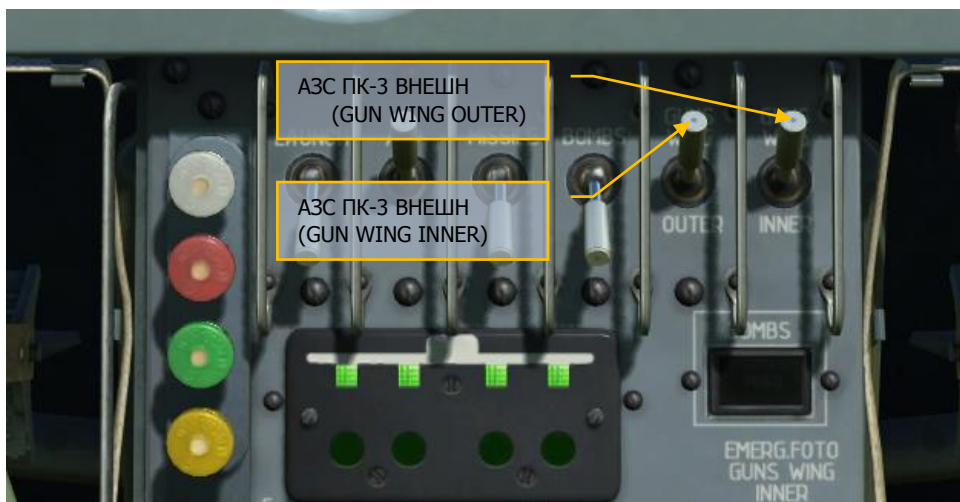 АЗС ПК-3 ВНЕШН
(GUN WING OUTER)
BOMBS
АЗС ПК-3 ВНЕШН
(GUN WING INNER)
OUTER
INNER
BOMBS
EMERG.FOTO
GUNS WING
INNER